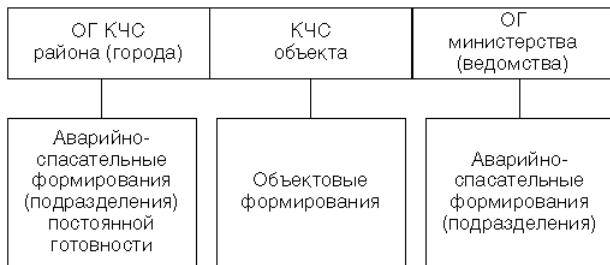 ОГ КЧС
района (города)
КЧС
объекта
ОГ
министерства
(ведомства)
Аварийно-
спасательные
формирования
(подразделения)
постоянной
готовности
Объектовые
формирования
Аварийно-
спасательные
формирования
(подразделения)